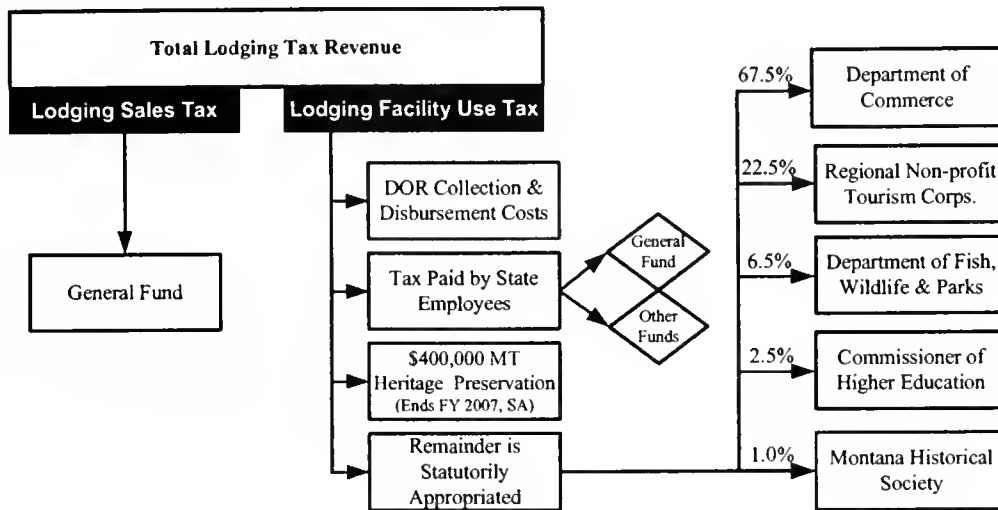 Total Lodging Tax Revenue
Lodging Sales Tax
Lodging Facility Use Tax
General Fund
DOR Collection &
Disbursement Costs
Tax Paid by State
Employees
General
Fund
Other
Funds
$400,000 MT
Heritage Preservation
(Ends FY 2007, SA)
Remainder is
Statutorily
Appropriated
67.5%
Department of
Commerce
22.5%
Regional Non-profit
Tourism Corps.
6.5%
Department of Fish,
Wildlife & Parks
2.5%
Commissioner of
Higher Education
1.0%
Montana Historical
Society